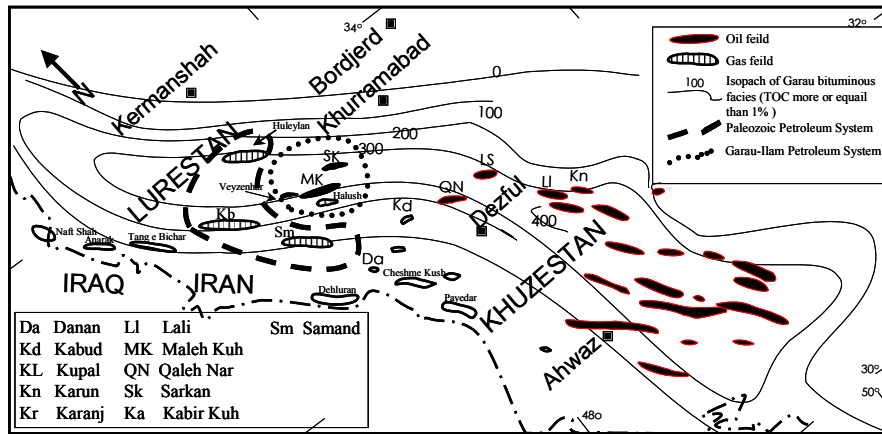 34°
32°
Oil feild
Gas feild
100 Isopach of Garau bituminous
facies (TOC more or equail
than 1% )
Paleozoic Petroleum System
Garau-Ilam Petroleum System
N
Kermanshah
Bordjerd
Khurramabad
0
100
200
300
400
LURESTAN
Huleylan
SK
MK
Veyzenhar
Halush
Kb
Sm
Kd
Da
QN
LS
Ll
Kn
Dezful
Naft Shah
Anarak
Tang e Bichar
Cheshme Kush
Dehluran
Payedar
IRAQ
IRAN
KHUZESTAN
Ahwaz
Da Danan Ll Lali Sm Samand
Kd Kabud MK Maleh Kuh
KL Kupal QN Qaleh Nar
Kn Karun Sk Sarkan
Kr Karanj Ka Kabir Kuh
48o
30°
50°